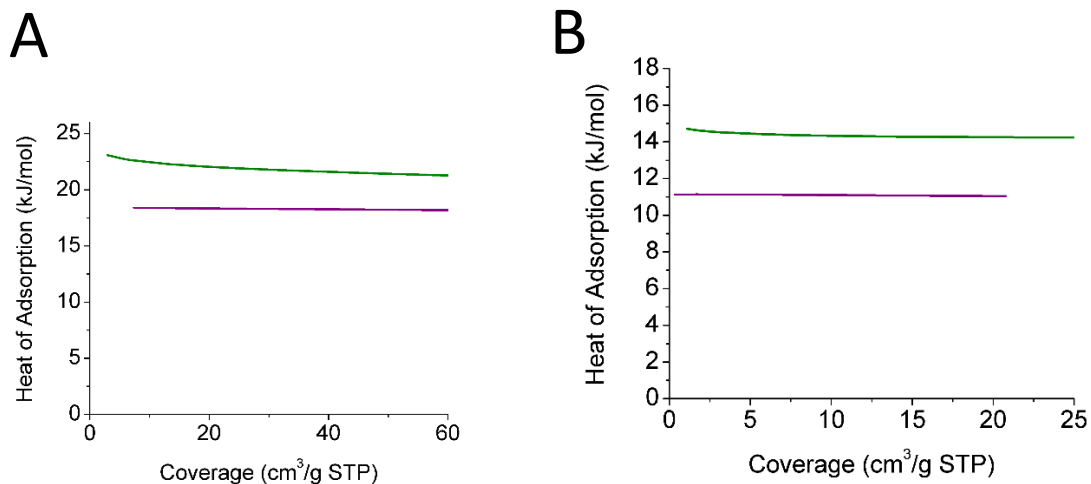 A
Heat of Adsorption (kJ/mol)
25
20
15
10
5
0
0 20 40 60
Coverage (cm³/g STP)
B
Heat of Adsorption (kJ/mol)
18
16
14
12
10
8
6
4
2
0
0 5 10 15 20 25
Coverage (cm³/g STP)